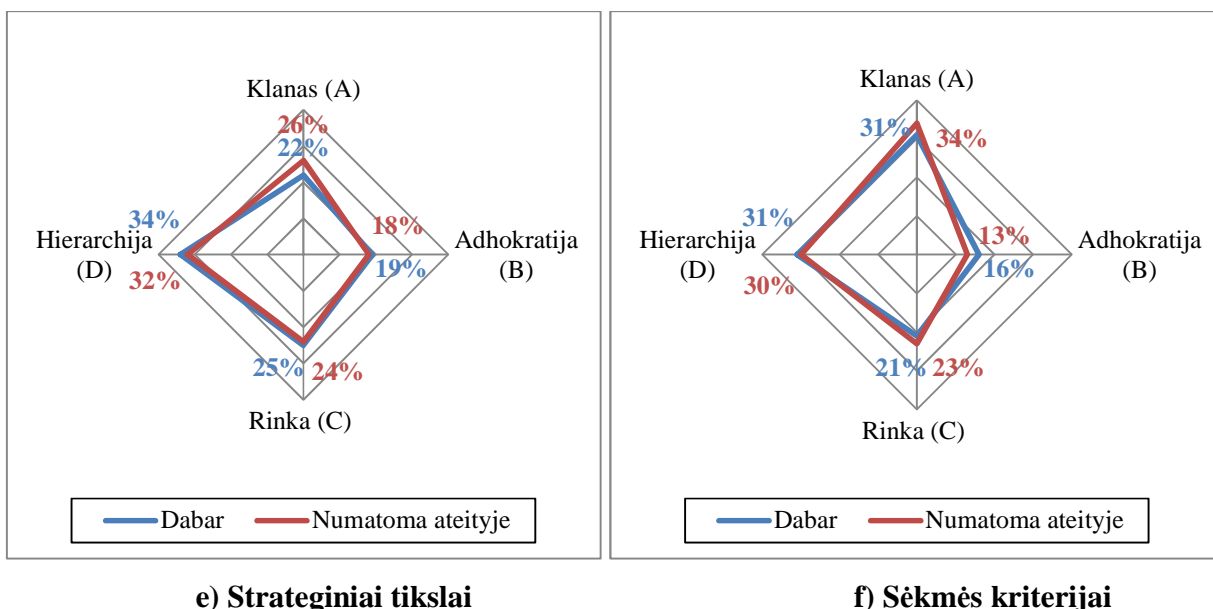 Klanas (A)
26%
22%
34%
Hierarchija
(D)
32%
18%
19%
Adhokratija
(B)
25%
24%
Rinka (C)
Dabar
Numatoma ateityje
e) Strateginiai tikslai
Klanas (A)
31%
34%
31%
Hierarchija
(D)
30%
13%
16%
Adhokratija
(B)
21%
23%
Rinka (C)
Dabar
Numatoma ateityje
f) Sėkmės kriterijai